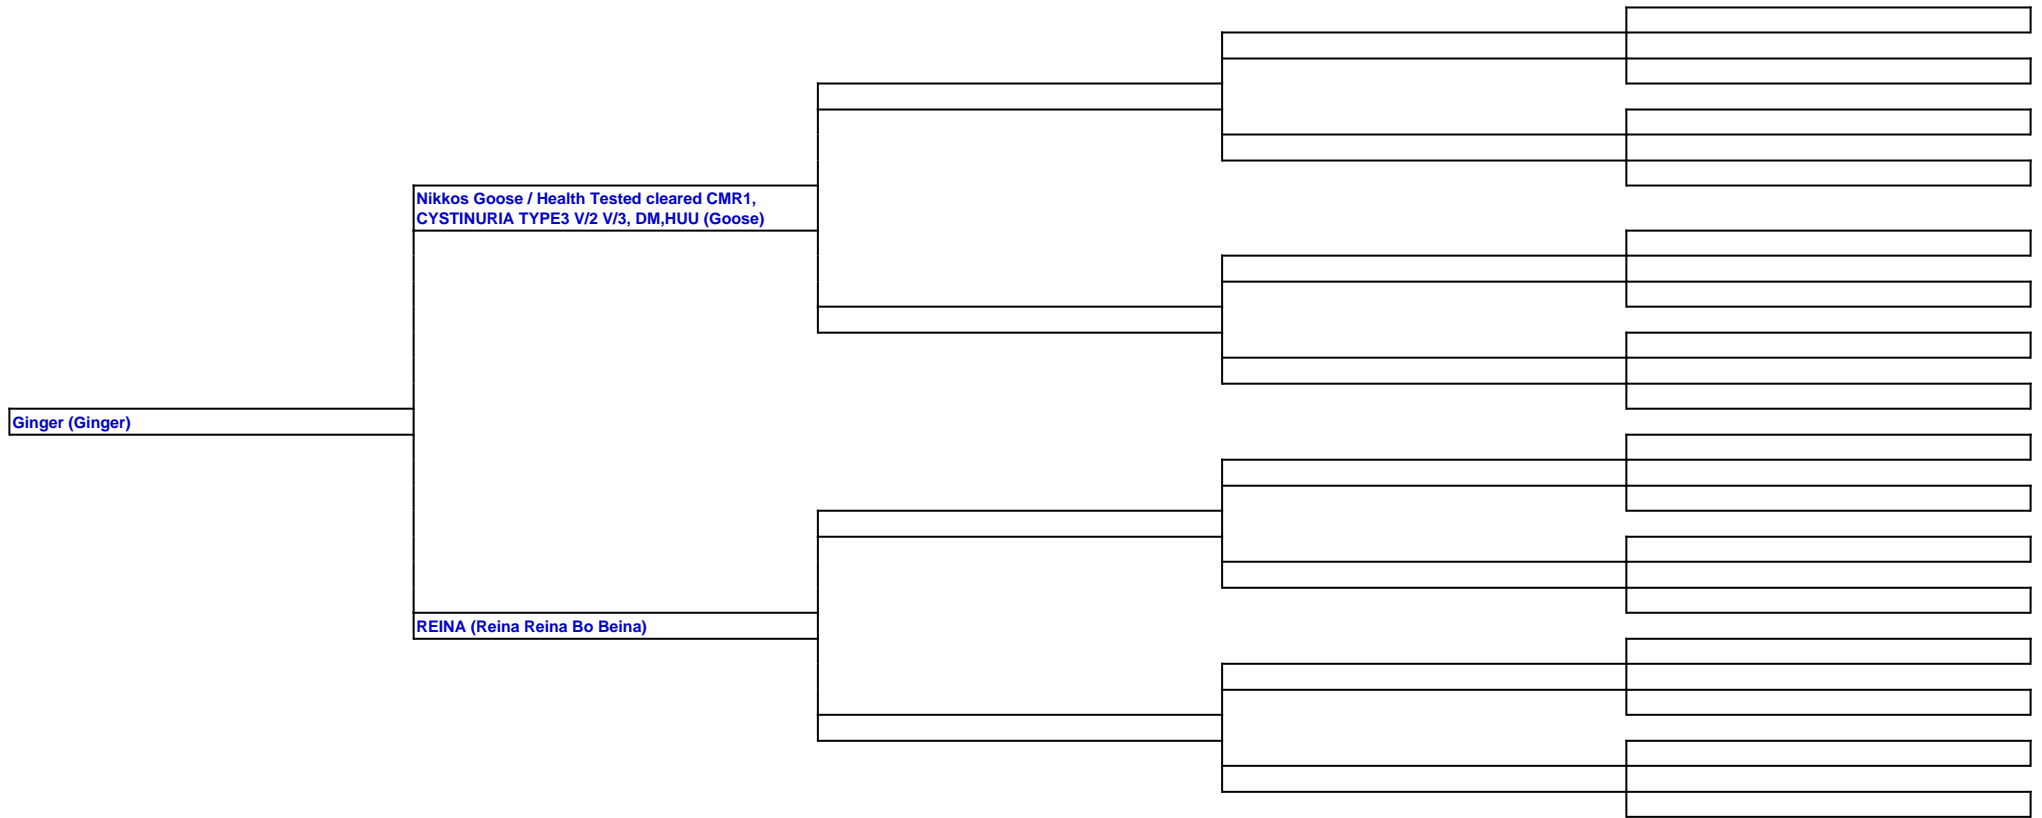 Nikkos Goose / Health Tested cleared CMR1,
CYSTINURIA TYPE3 V/2 V/3, DM,HUU (Goose)
Ginger (Ginger)
REINA (Reina Reina Bo Beina)